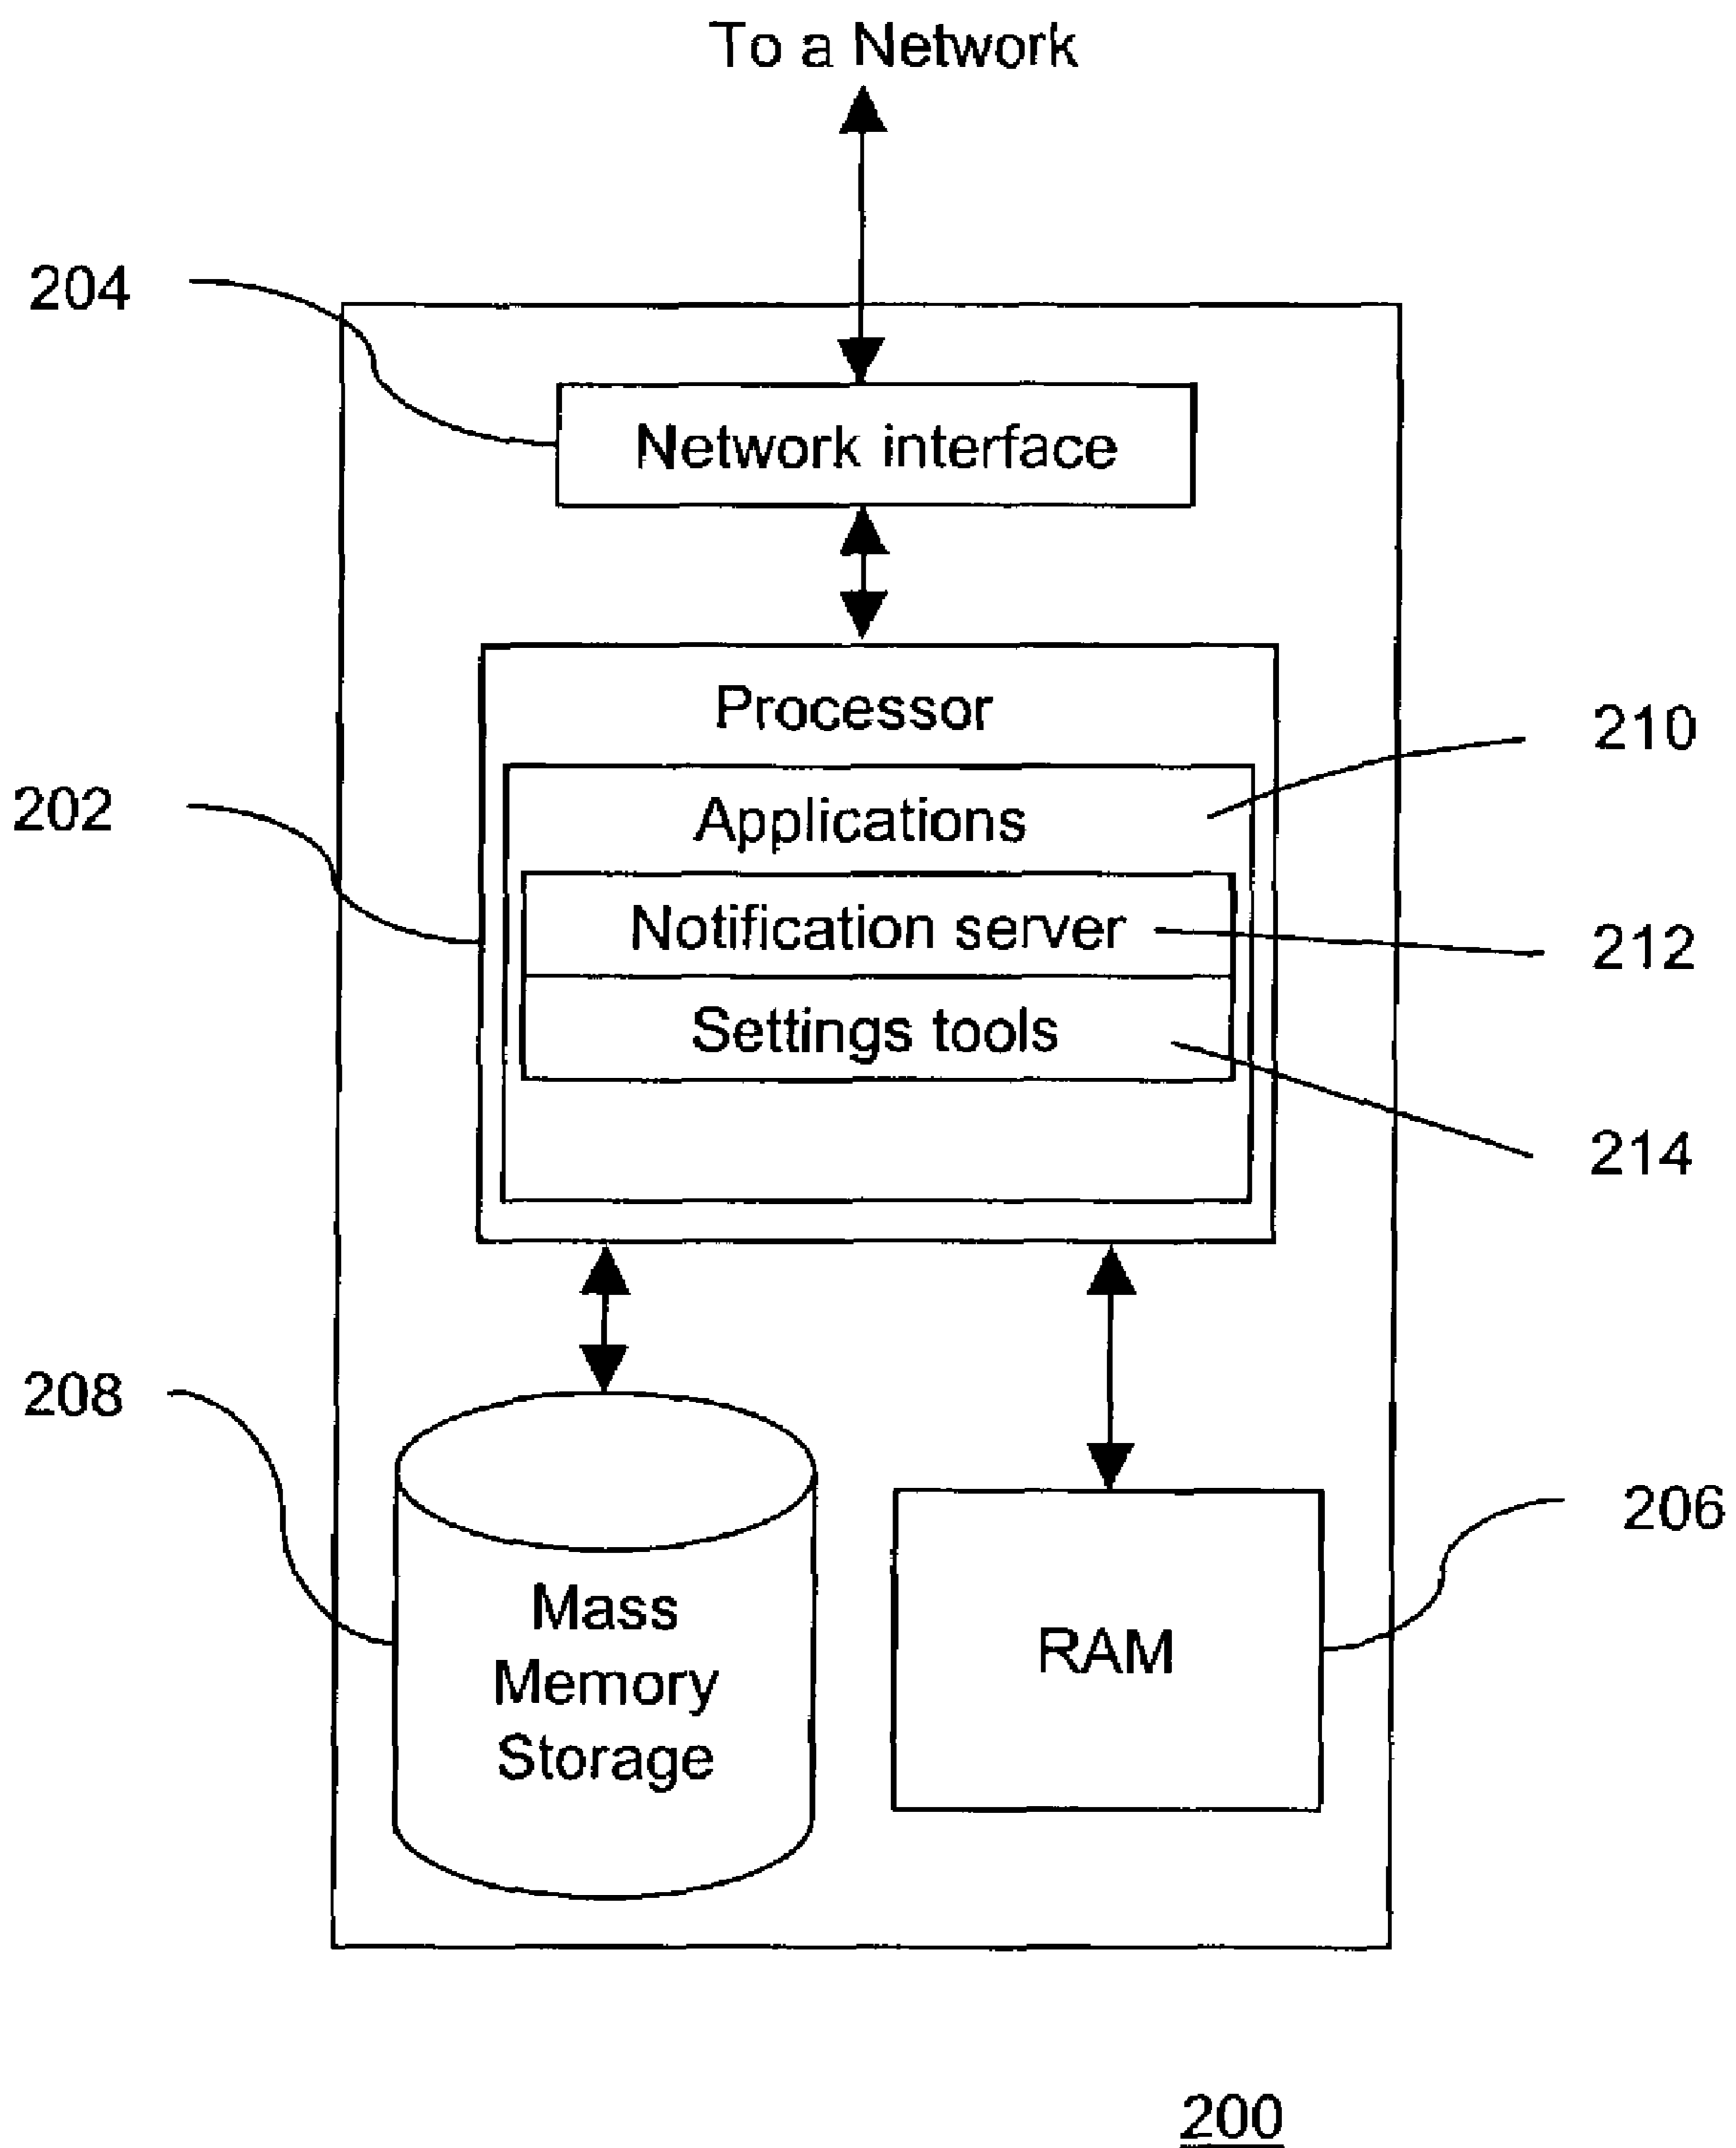 To a Network
204
Network interface
Processor
210
202
Applications
Notification server
212
Settings tools
214
208
206
Mass
Memory
Storage
RAM
200